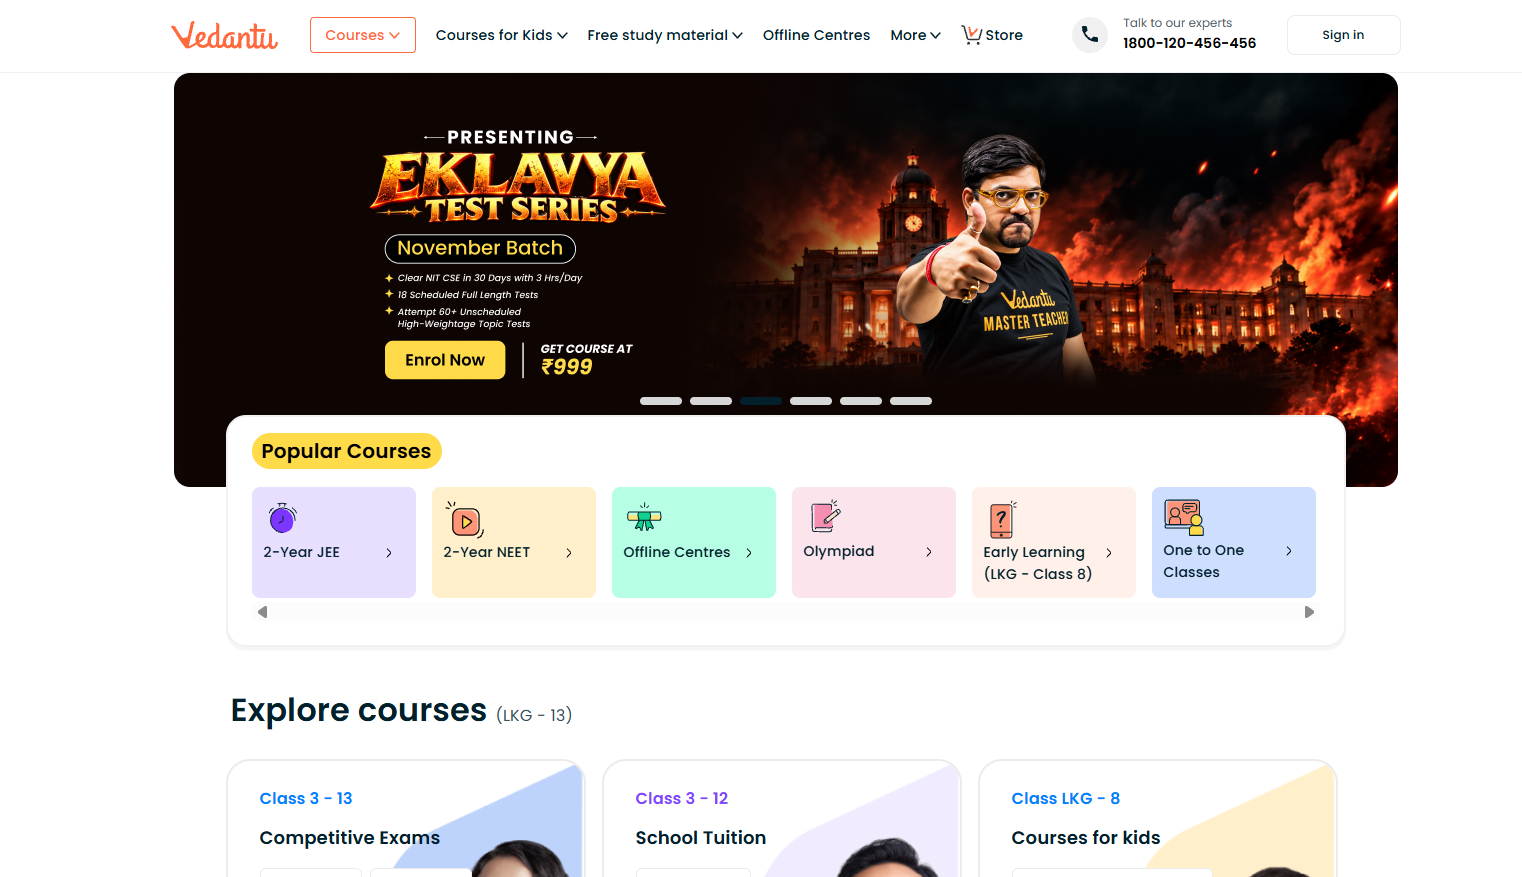 Vedantu
Courses
Courses for Kids
Free study material
Offline Centres
More
Store
Talk to our experts
1800-120-456-456
Sign in
PRESENTING
EKLAVYA
TEST SERIES
November Batch
Clear NIT CSE in 30 Days with 3 Hrs/Day
18 Scheduled Full Length Tests
Attempt 60+ Unscheduled
High-Weightage Topic Tests
Enrol Now
GET COURSE AT
₹999
Vedantu
MASTER TEACHER
Popular Courses
2-Year JEE
2-Year NEET
Offline Centres
Olympiad
Early Learning
(LKG - Class 8)
One to One
Classes
Explore courses (LKG - 13)
Class 3 - 13
Competitive Exams
Class 3 - 12
School Tuition
Class LKG - 8
Courses for kids